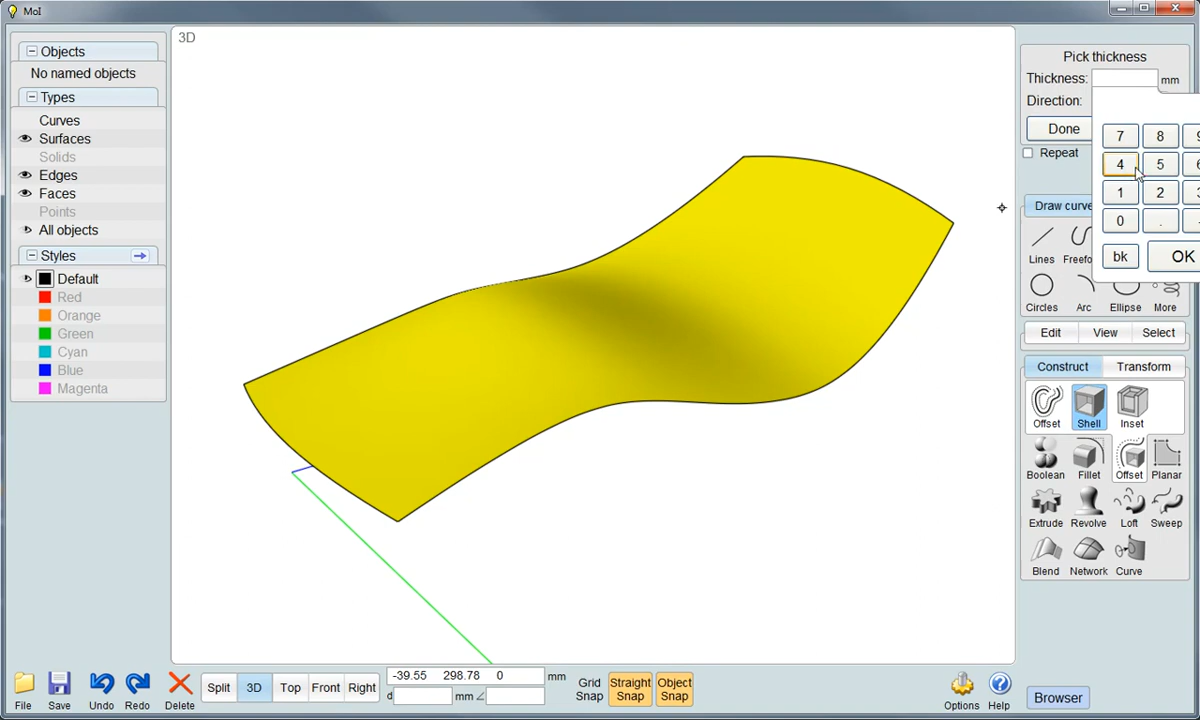 MoI
Objects
No named objects
Types
Curves
Surfaces
Solids
Edges
Faces
Points
All objects
Styles
Default
Red
Orange
Green
Cyan
Blue
Magenta
3D
Pick thickness
Thickness: mm
Direction:
Done
Repeat
7 8 9
4 5 6
1 2 3
0 .
bk OK
Draw curve
Lines Freefo
Circles Arc Ellipse More
Edit View Select
Construct Transform
Offset Shell Inset
Boolean Fillet Offset Planar
Extrude Revolve Loft Sweep
Blend Network Curve
File Save Undo Redo Delete
Split 3D Top Front Right
-39.55 298.78 0 mm
d mm
Grid Snap
Straight Snap
Object Snap
Options Help
Browser